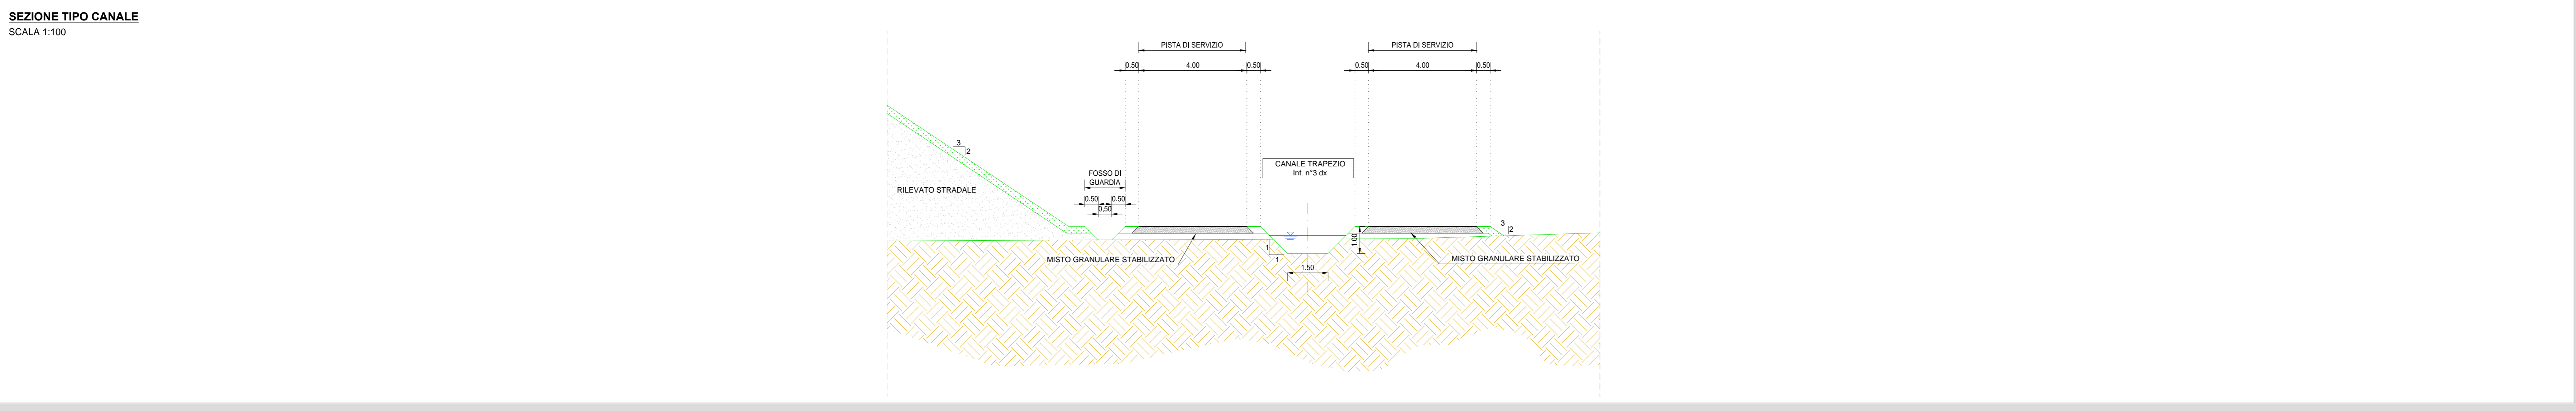 SEZIONE TIPO CANALE
SCALA 1:100
PISTA DI SERVIZIO
PISTA DI SERVIZIO
0.50 4.00 0.50
0.50 4.00 0.50
3
2
CANALE TRAPEZIO
Int. n°3 dx
FOSSO DI
GUARDIA
RILEVATO STRADALE
0.50 0.50
0.50
3
2
1.00
1
1
MISTO GRANULARE STABILIZZATO
MISTO GRANULARE STABILIZZATO
1.50